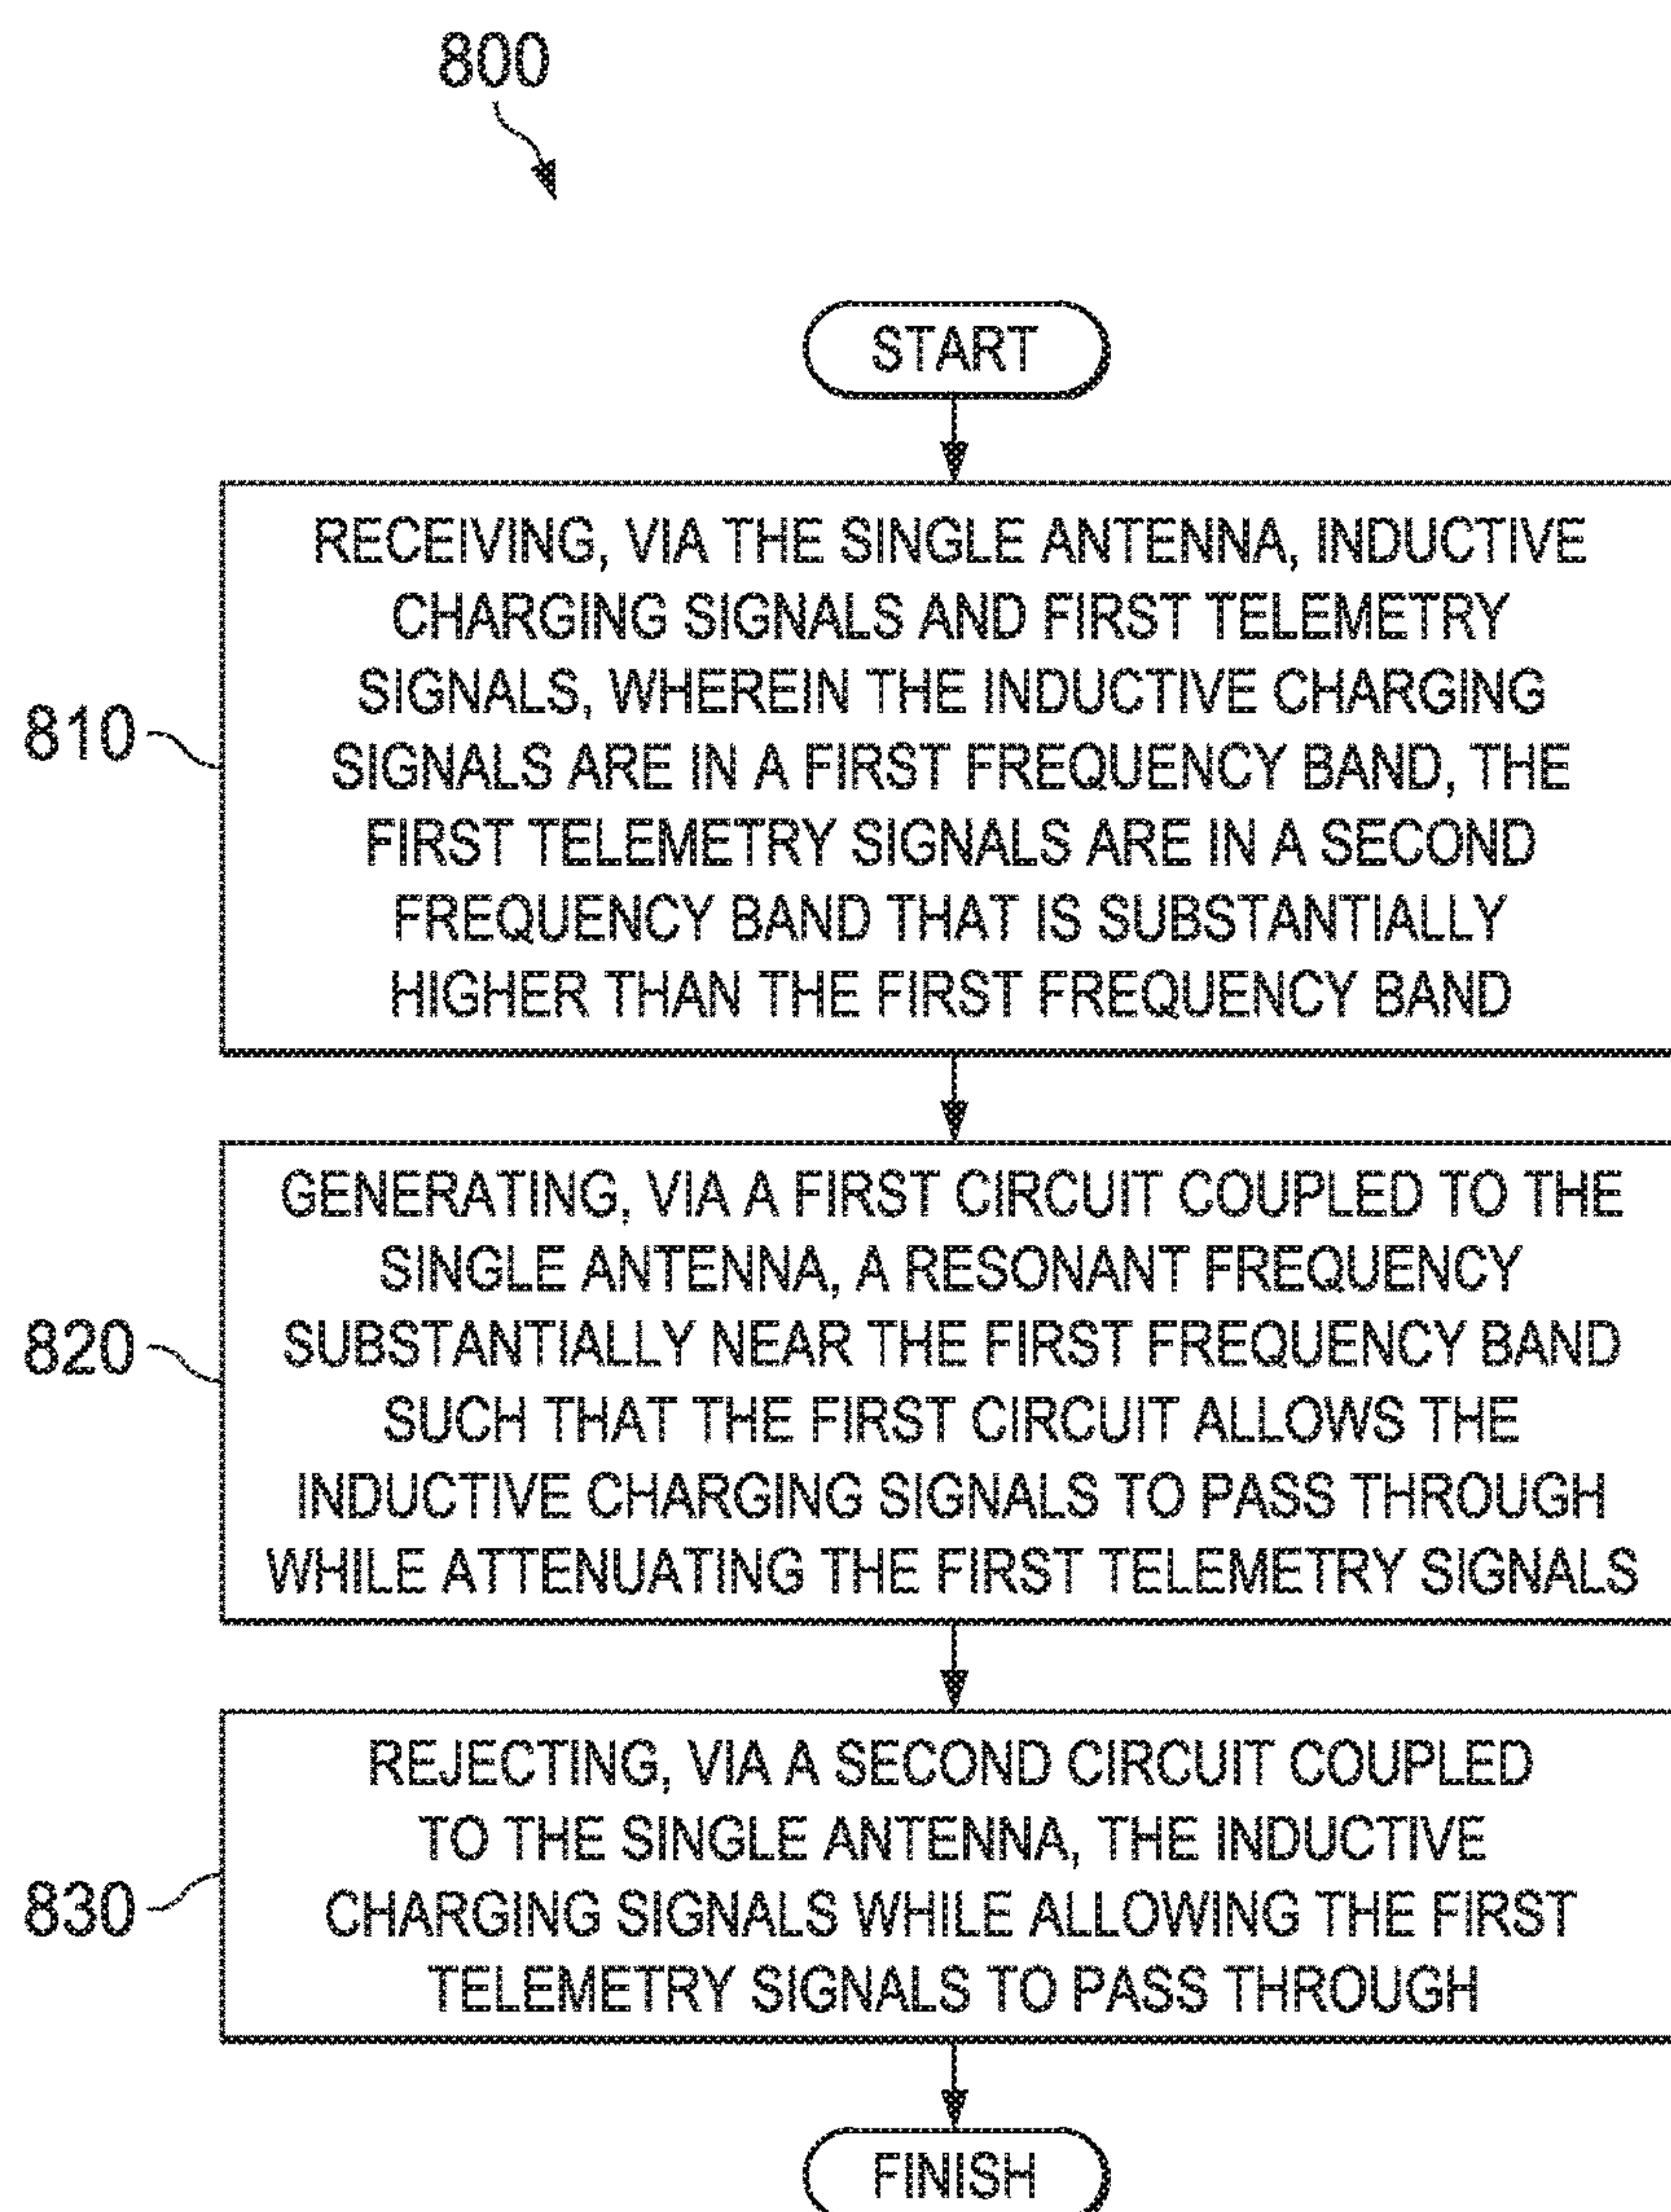 800
START
810
RECEIVING, VIA THE SINGLE ANTENNA, INDUCTIVE
CHARGING SIGNALS AND FIRST TELEMETRY
SIGNALS, WHEREIN THE INDUCTIVE CHARGING
SIGNALS ARE IN A FIRST FREQUENCY BAND, THE
FIRST TELEMETRY SIGNALS ARE IN A SECOND
FREQUENCY BAND THAT IS SUBSTANTIALLY
HIGHER THAN THE FIRST FREQUENCY BAND
820
GENERATING, VIA A FIRST CIRCUIT COUPLED TO THE
SINGLE ANTENNA, A RESONANT FREQUENCY
SUBSTANTIALLY NEAR THE FIRST FREQUENCY BAND
SUCH THAT THE FIRST CIRCUIT ALLOWS THE
INDUCTIVE CHARGING SIGNALS TO PASS THROUGH
WHILE ATTENUATING THE FIRST TELEMETRY SIGNALS
830
REJECTING, VIA A SECOND CIRCUIT COUPLED
TO THE SINGLE ANTENNA, THE INDUCTIVE
CHARGING SIGNALS WHILE ALLOWING THE FIRST
TELEMETRY SIGNALS TO PASS THROUGH
FINISH